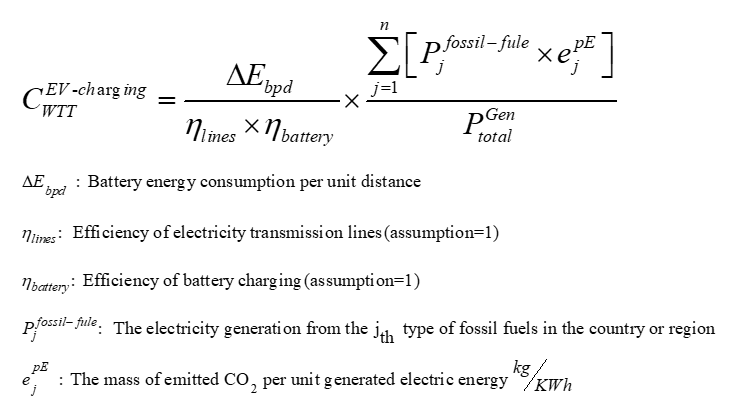 C_{WTT}^{EV-charging} = \frac{ΔE_{bpd}}{η_{lines} × η_{battery}} × \frac{\sum_{j=1}^{n} [ P_j^{fossil-fule} × e_j^{pE} ]}{P_{total}^{Gen}}
ΔE_{bpd} : Battery energy consumption per unit distance
η_{lines} : Efficiency of electricity transmission lines (assumption=1)
η_{battery} : Efficiency of battery charging (assumption=1)
P_j^{fossil-fule} : The electricity generation from the j_{th} type of fossil fuels in the country or region
e_j^{pE} : The mass of emitted CO_2 per unit generated electric energy kg/KWh